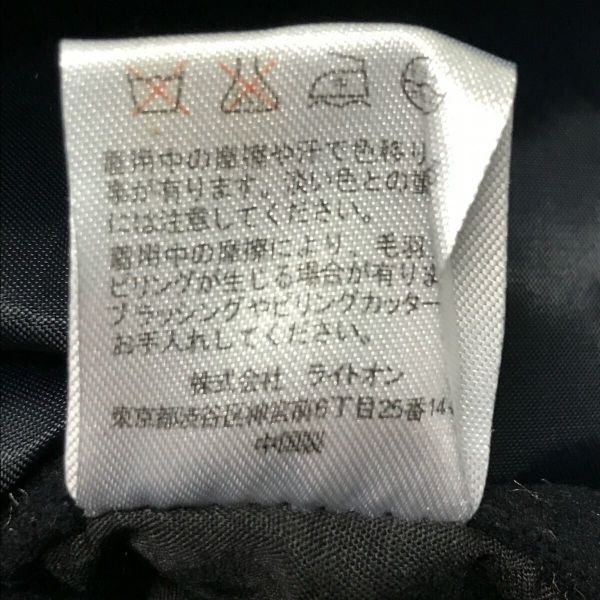 着用中の摩擦や汗で色移り
が有ります。淡い色との重
には注意してください。
着用中の摩擦により、毛羽
ピリングが生じる場合が有りま
ブラッシングやピリングカッター
お手入れしてください。
株式会社 ライトオン
東京都渋谷区神宮前6丁目25番14
中国製